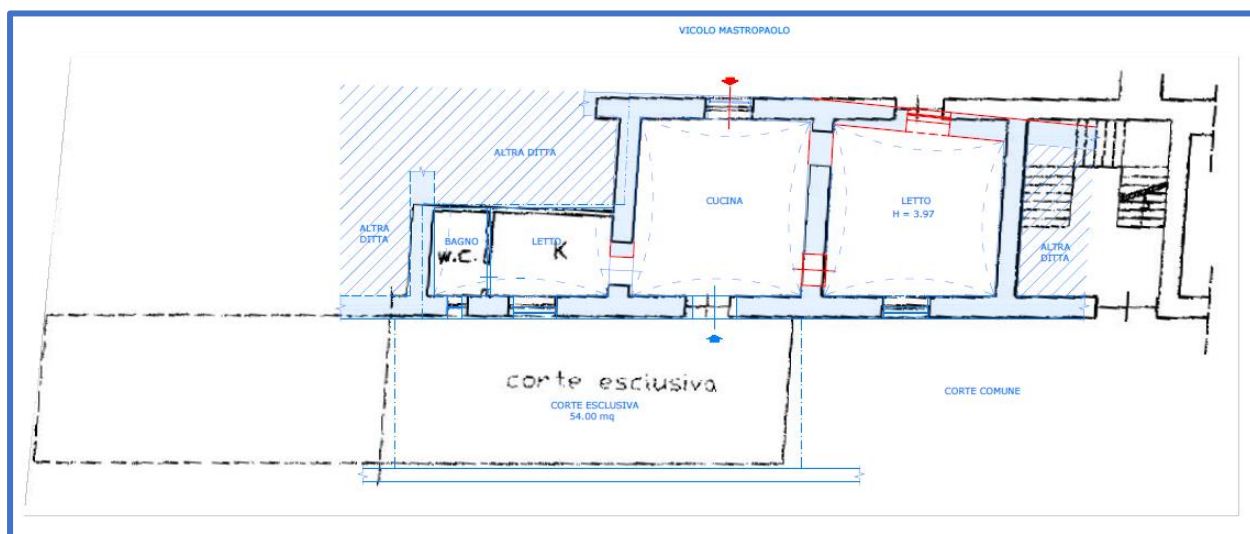 VICOLO MASTROPAOLO
ALTRA DITTA
CUCINA
LETTO
H = 3.97
ALTRA
DITTA
BAGNO
LETTO
W.C.
K
ALTRA
DITTA
corte esclusiva
CORTE ESCLUSIVA
54.00 mq
CORTE COMUNE